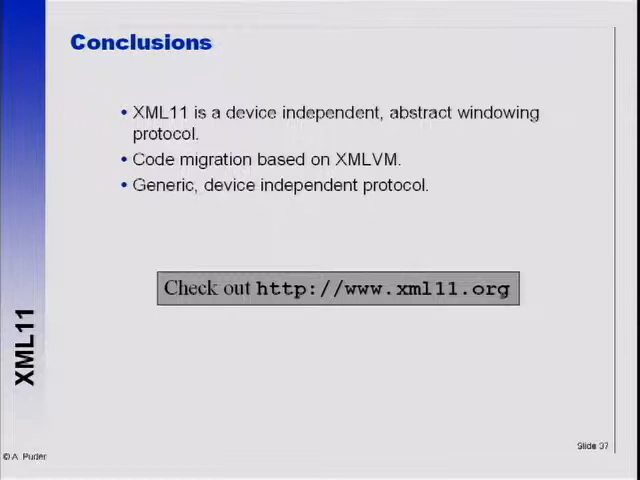 Conclusions
• XML11 is a device independent, abstract windowing
protocol.
• Code migration based on XMLVM.
• Generic, device independent protocol.
Check out http://www.xml11.org
XML11
Slide 37
© A. Puder